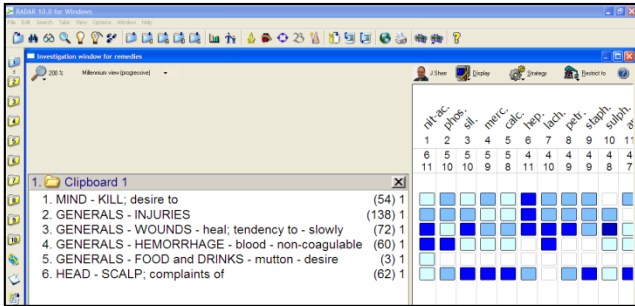 RADAR 10.0 for Windows
File Edit Search Take View Options Window Help
Investigation window for remedies
200 % Millennium view (progressive) J.Shen Display Strategy Restrict to
nit-ac. phos. sil. merc. calc. hep. lach. petr. staph. sulph.
1 2 3 4 5 6 7 8 9 10 11
6 5 5 5 5 4 4 4 4 4 4
11 10 10 9 8 11 10 9 9 8 7
1. Clipboard 1
1. MIND - KILL; desire to (54) 1
2. GENERALS - INJURIES (138) 1
3. GENERALS - WOUNDS - heal; tendency to - slowly (72) 1
4. GENERALS - HEMORRHAGE - blood - non-coagulable (60) 1
5. GENERALS - FOOD and DRINKS - mutton - desire (3) 1
6. HEAD - SCALP; complaints of (62) 1